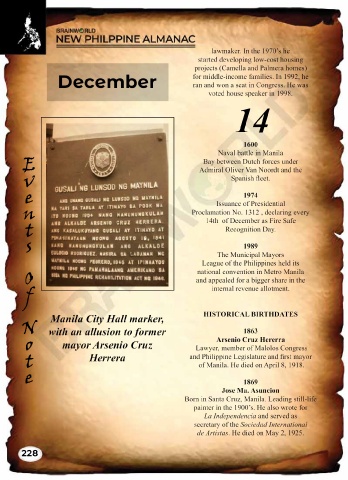 BRAINWORLD
NEW PHILPPINE ALMANAC
December
Events of Note
GUSALI NG LUNSOD NG MAYNILA
Manila City Hall marker,
with an allusion to former
mayor Arsenio Cruz
Herrera
lawmaker. In the 1970's he
started developing low-cost housing
projects (Camella and Palmera homes)
for middle-income families. In 1992, he
ran and won a seat in Congress. He was
voted house speaker in 1998.
14
1600
Naval battle in Manila
Bay between Dutch forces under
Admiral Oliver Van Noordt and the
Spanish fleet.
1974
Issuance of Presidential
Proclamation No. 1312 , declaring every
14th of December as Fire Safe
Recognition Day.
1989
The Municipal Mayors
League of the Philippines held its
national convention in Metro Manila
and appealed for a bigger share in the
internal revenue allotment.
HISTORICAL BIRTHDATES
1863
Arsenio Cruz Hererra
Lawyer, member of Malolos Congress
and Philippine Legislature and first mayor
of Manila. He died on April 8, 1918.
1869
Jose Ma. Asuncion
Born in Santa Cruz, Manila. Leading still-life
painter in the 1900's. He also wrote for
La Independencia and served as
secretary of the Sociedad International
de Artistas. He died on May 2, 1925.
228